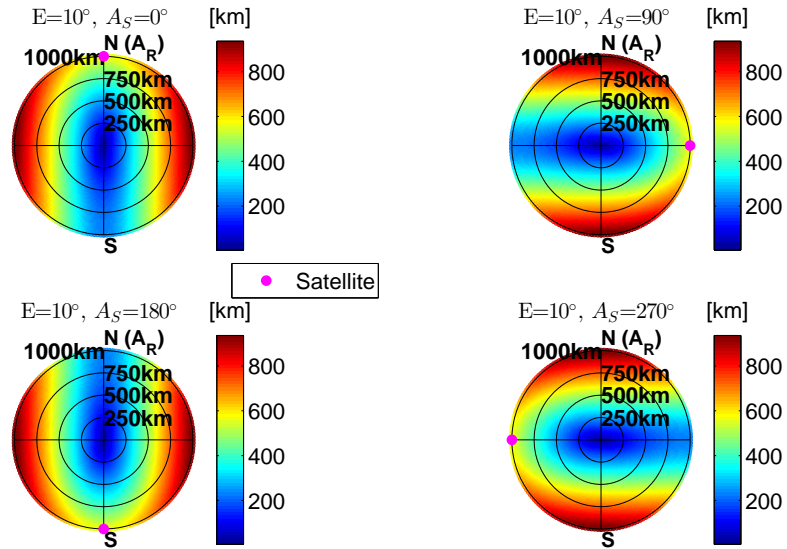 E=10°, A_S=0° [km]
N (A_R)
1000km
750km
500km
250km
S
800
600
400
200
E=10°, A_S=90° [km]
N (A_R)
1000km
750km
500km
250km
S
800
600
400
200
Satellite
E=10°, A_S=180° [km]
N (A_R)
1000km
750km
500km
250km
S
800
600
400
200
E=10°, A_S=270° [km]
N (A_R)
1000km
750km
500km
250km
S
800
600
400
200